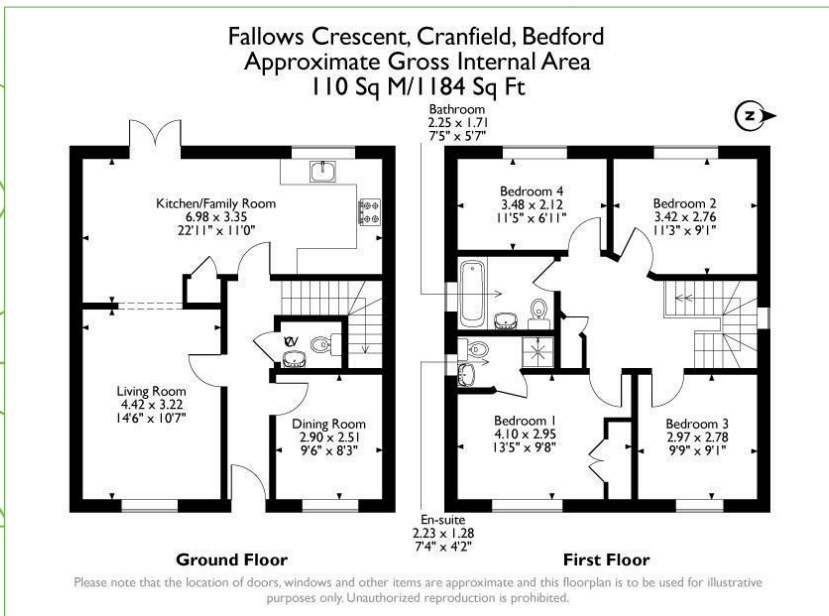 Fallows Crescent, Cranfield, Bedford
Approximate Gross Internal Area
110 Sq M/1184 Sq Ft
Bathroom
2.25 x 1.71
7'5" x 5'7"
N
Kitchen/Family Room
6.98 x 3.35
22'11" x 11'0"
Living Room
4.42 x 3.22
14'6" x 10'7"
W
Dining Room
2.90 x 2.51
9'6" x 8'3"
Bedroom 4
3.48 x 2.12
11'5" x 6'11"
Bedroom 2
3.42 x 2.76
11'3" x 9'1"
Bedroom 1
4.10 x 2.95
13'5" x 9'8"
Bedroom 3
2.97 x 2.78
9'9" x 9'1"
En-suite
2.23 x 1.28
7'4" x 4'2"
Ground Floor
First Floor
Please note that the location of doors, windows and other items are approximate and this floorplan is to be used for illustrative
purposes only. Unauthorized reproduction is prohibited.